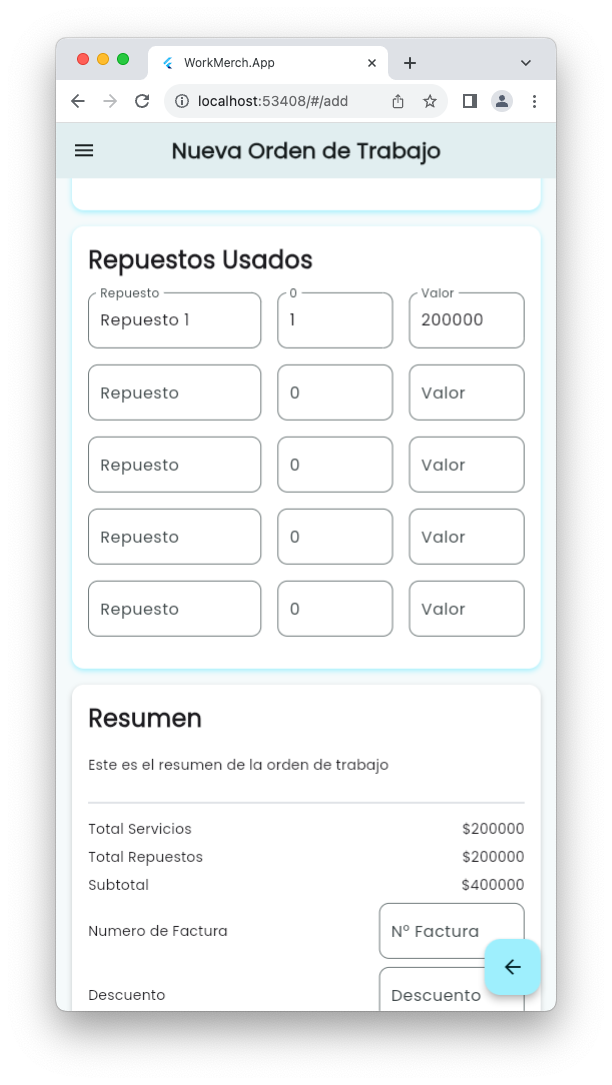 WorkMerch.App
localhost:53408/#/add
Nueva Orden de Trabajo
Repuestos Usados
Repuesto 0 Valor
Repuesto 1 1 200000
Repuesto 0 Valor
Repuesto 0 Valor
Repuesto 0 Valor
Repuesto 0 Valor
Resumen
Este es el resumen de la orden de trabajo
Total Servicios $200000
Total Repuestos $200000
Subtotal $400000
Numero de Factura N° Factura
Descuento Descuento